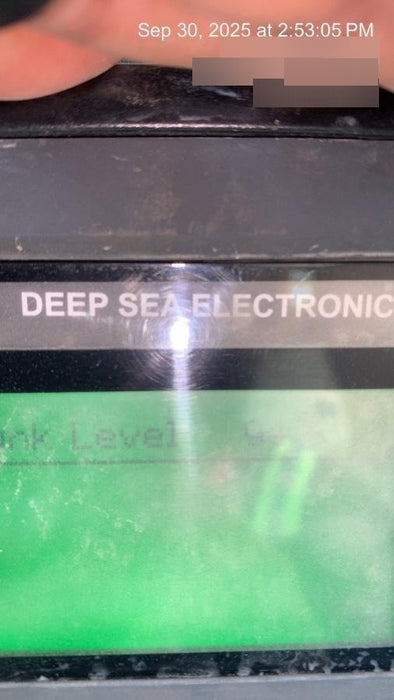 Sep 30, 2025 at 2:53:05 PM
DEEP SEA ELECTRONIC
nk Level